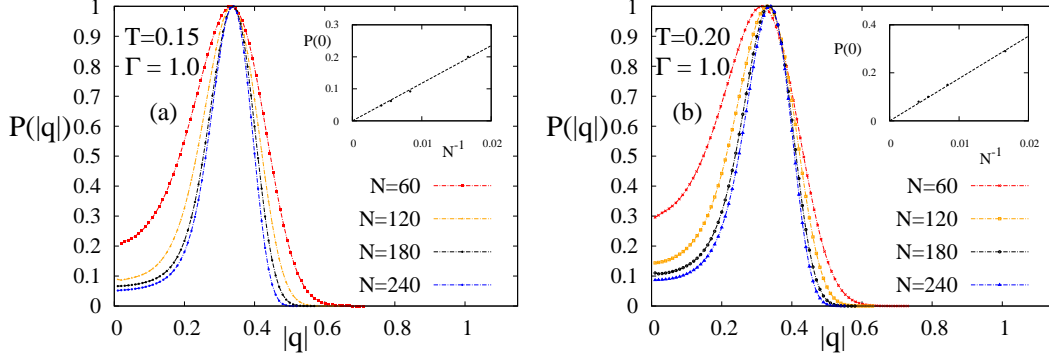 1
0.9
0.8
0.7
0.6
0.5
0.4
0.3
0.2
0.1
0
P(|q|)
T=0.15
Γ = 1.0
(a)
0.3
0.2
0.1
0
P(0)
0 0.01 0.02
N⁻¹
N=60
N=120
N=180
N=240
0 0.2 0.4 0.6 0.8 1
|q|
1
0.9
0.8
0.7
0.6
0.5
0.4
0.3
0.2
0.1
0
P(|q|)
T=0.20
Γ = 1.0
(b)
0.4
0.2
0
P(0)
0 0.01 0.02
N⁻¹
N=60
N=120
N=180
N=240
0 0.2 0.4 0.6 0.8 1
|q|